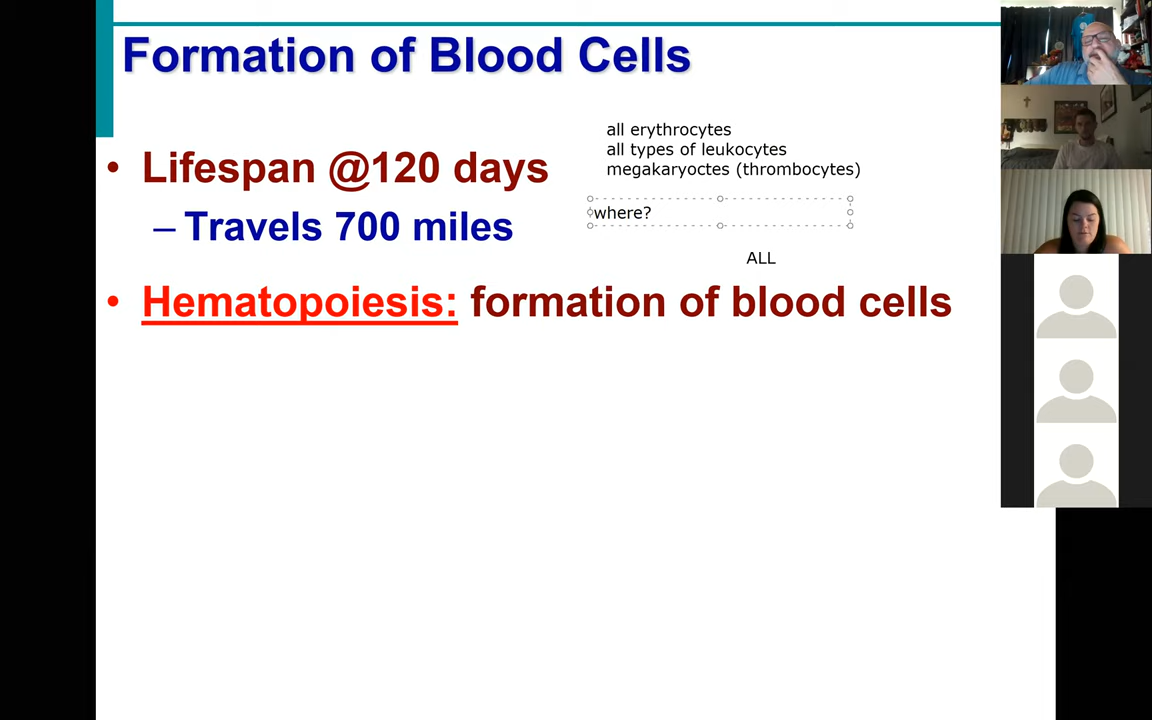 Formation of Blood Cells
all erythrocytes
all types of leukocytes
megakaryoctes (thrombocytes)
• Lifespan @120 days
where?
– Travels 700 miles
ALL
• Hematopoiesis: formation of blood cells